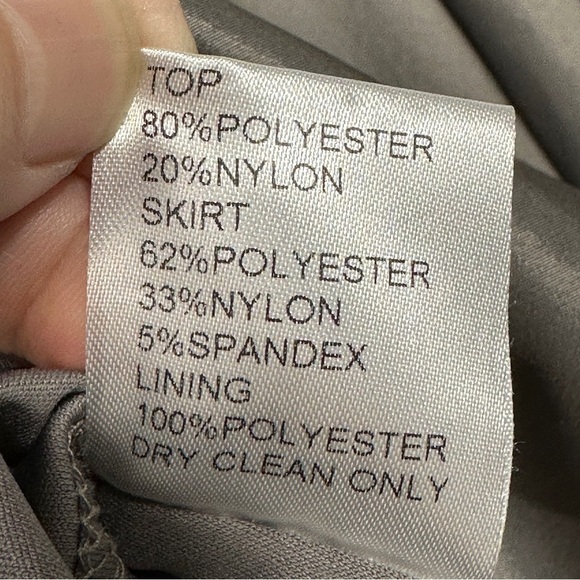 TOP
80%POLYESTER
20%NYLON
SKIRT
62%POLYESTER
33%NYLON
5%SPANDEX
LINING
100%POLYESTER
DRY CLEAN ONLY